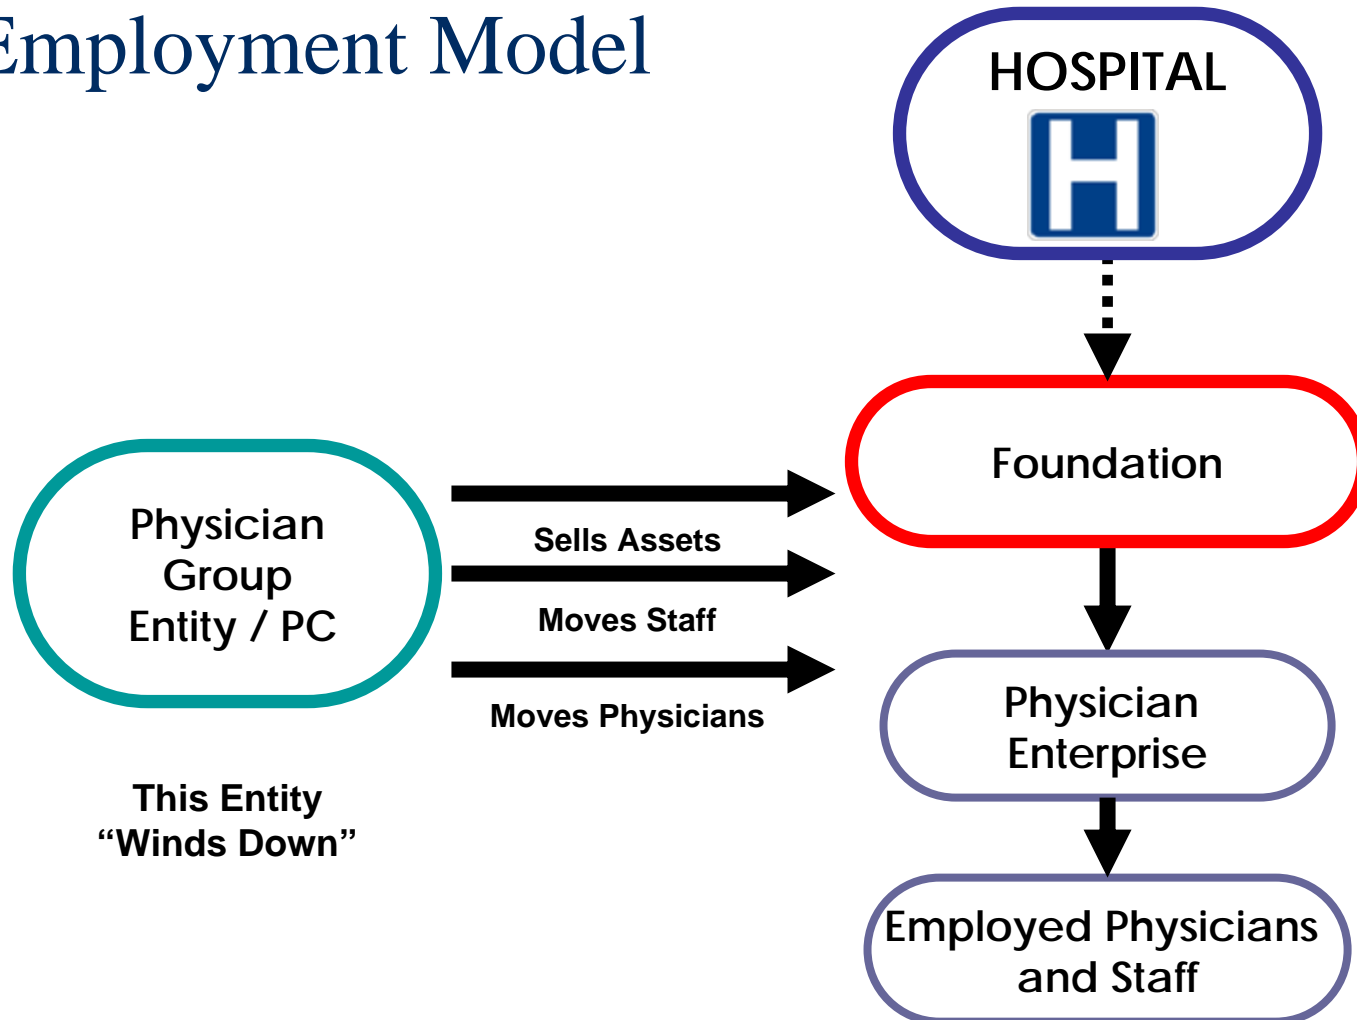 Employment Model
HOSPITAL
H
Foundation
Physician
Group
Entity / PC
Sells Assets
Moves Staff
Moves Physicians
Physician
Enterprise
This Entity
“Winds Down”
Employed Physicians
and Staff